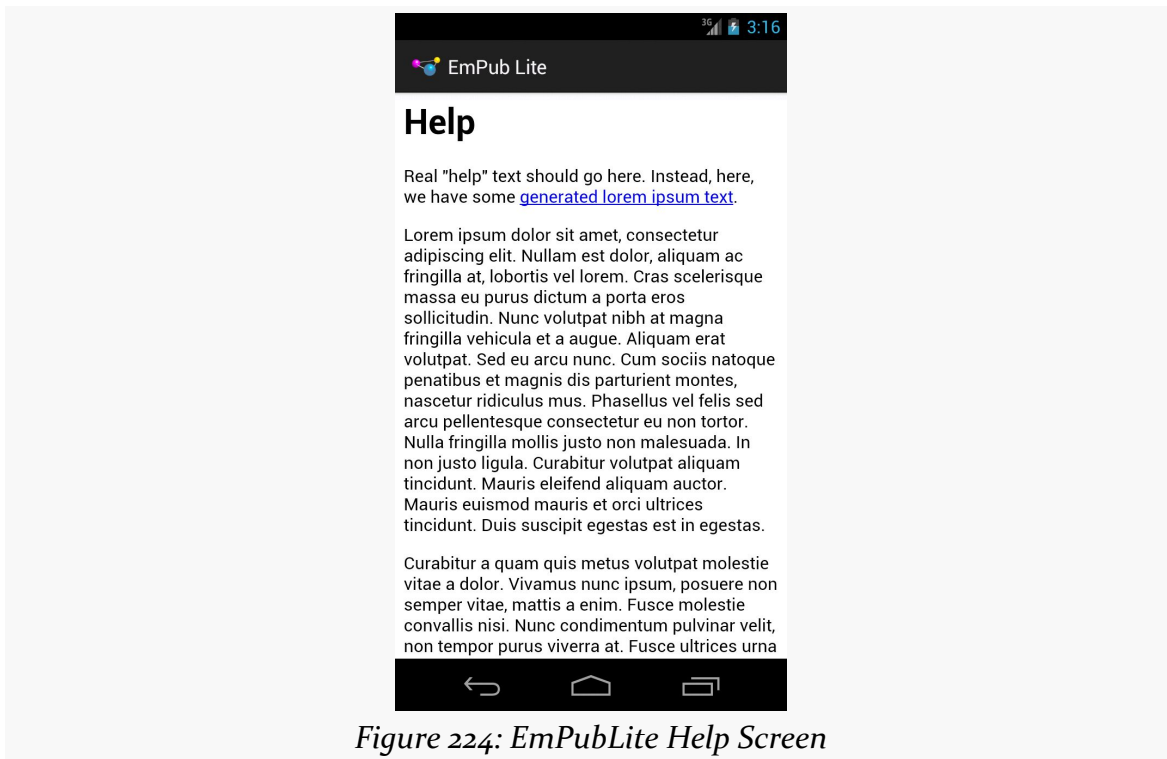 3G 3:16
EmPub Lite
Help
Real "help" text should go here. Instead, here,
we have some generated lorem ipsum text.
Lorem ipsum dolor sit amet, consectetur
adipiscing elit. Nullam est dolor, aliquam ac
fringilla at, lobortis vel lorem. Cras scelerisque
massa eu purus dictum a porta eros
sollicitudin. Nunc volutpat nibh at magna
fringilla vehicula et a augue. Aliquam erat
volutpat. Sed eu arcu nunc. Cum sociis natoque
penatibus et magnis dis parturient montes,
nascetur ridiculus mus. Phasellus vel felis sed
arcu pellentesque consectetur eu non tortor.
Nulla fringilla mollis justo non malesuada. In
non justo ligula. Curabitur volutpat aliquam
tincidunt. Mauris eleifend aliquam auctor.
Mauris euismod mauris et orci ultrices
tincidunt. Duis suscipit egestas est in egestas.
Curabitur a quam quis metus volutpat molestie
vitae a dolor. Vivamus nunc ipsum, posuere non
semper vitae, mattis a enim. Fusce molestie
convallis nisi. Nunc condimentum pulvinar velit,
non tempor purus viverra at. Fusce ultrices urna
Figure 224: EmPubLite Help Screen